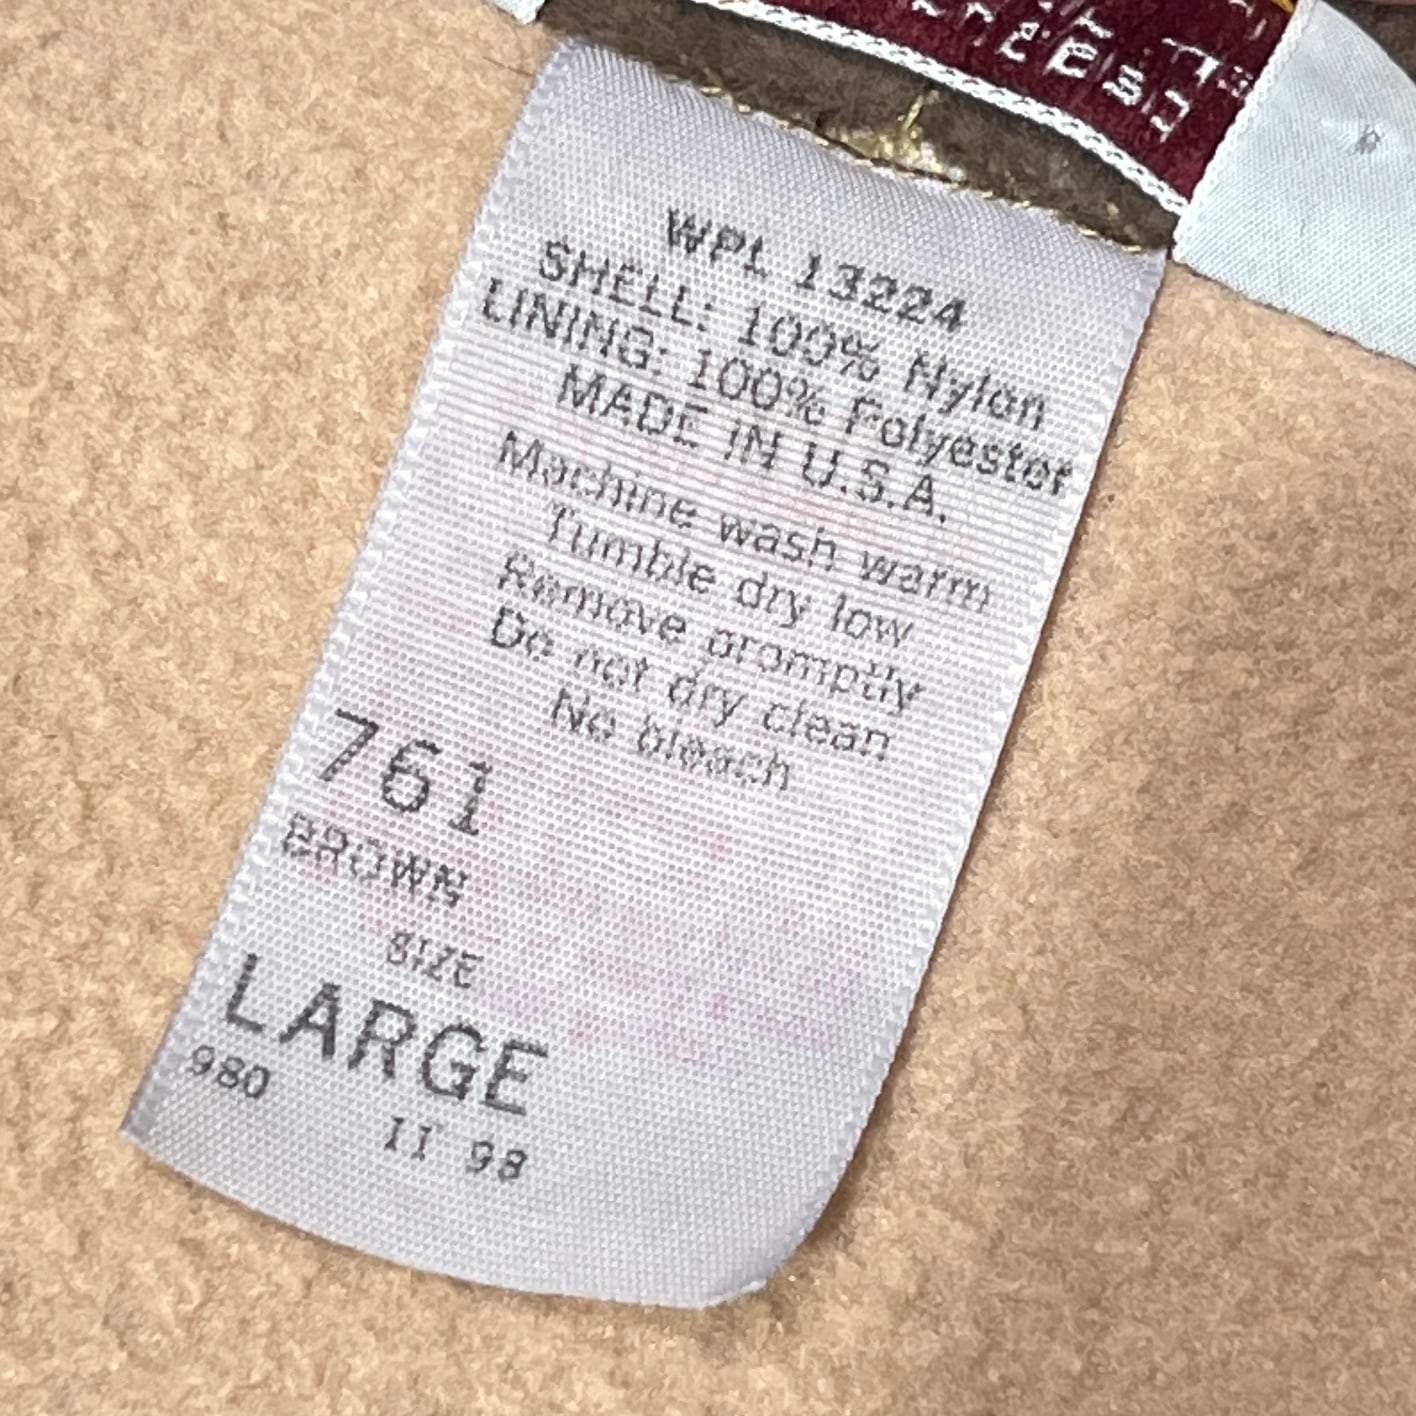 WPL 13224
SHELL: 100% Nylon
LINING: 100% Polyester
MADE IN U.S.A.
Machine wash warm
Tumble dry low
Remove promptly
Do not dry clean
No bleach
761
BROWN
SIZE
LARGE
980 II 98